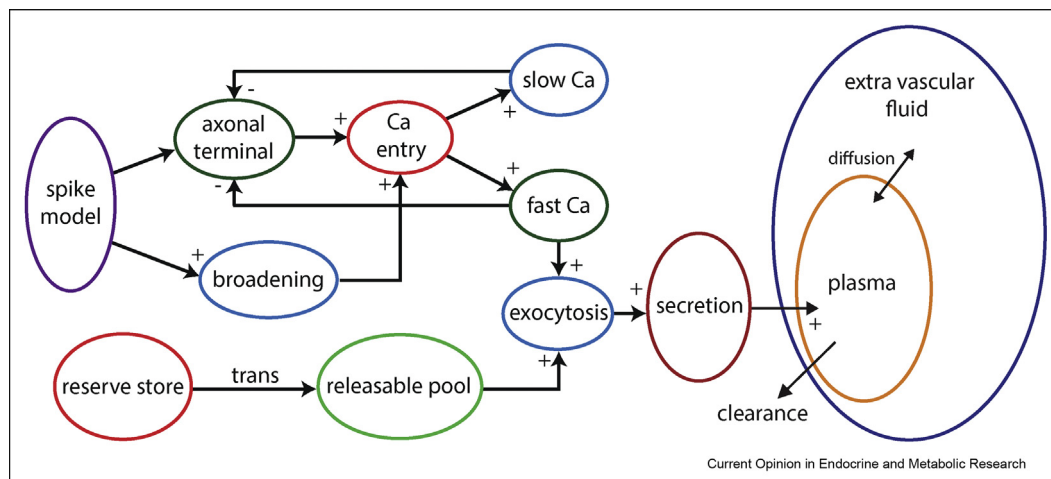 slow Ca
extra vascular
fluid
-
+
axonal
terminal
+
Ca
entry
diffusion
-
+
+
spike
model
fast Ca
+
broadening
+
plasma
+
exocytosis
secretion
+
+
reserve store
trans
releasable pool
clearance
Current Opinion in Endocrine and Metabolic Research